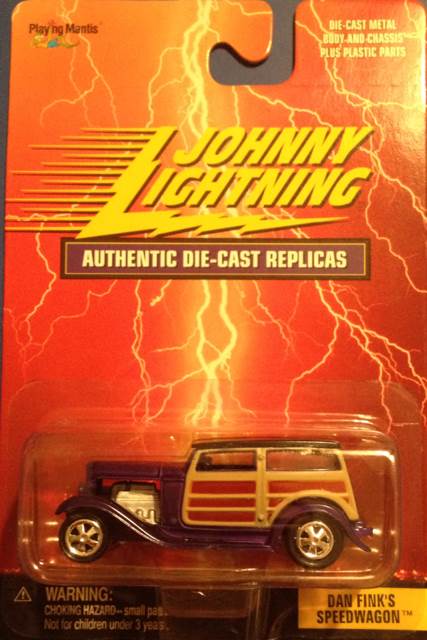 Playing Mantis
DIE-CAST METAL
BODY AND CHASSIS
PLUS PLASTIC PARTS
JOHNNY
LIGHTNING
AUTHENTIC DIE-CAST REPLICAS
⚠ WARNING:
CHOKING HAZARD—small parts.
Not for children under 3 years.
DAN FINK'S
SPEEDWAGON™